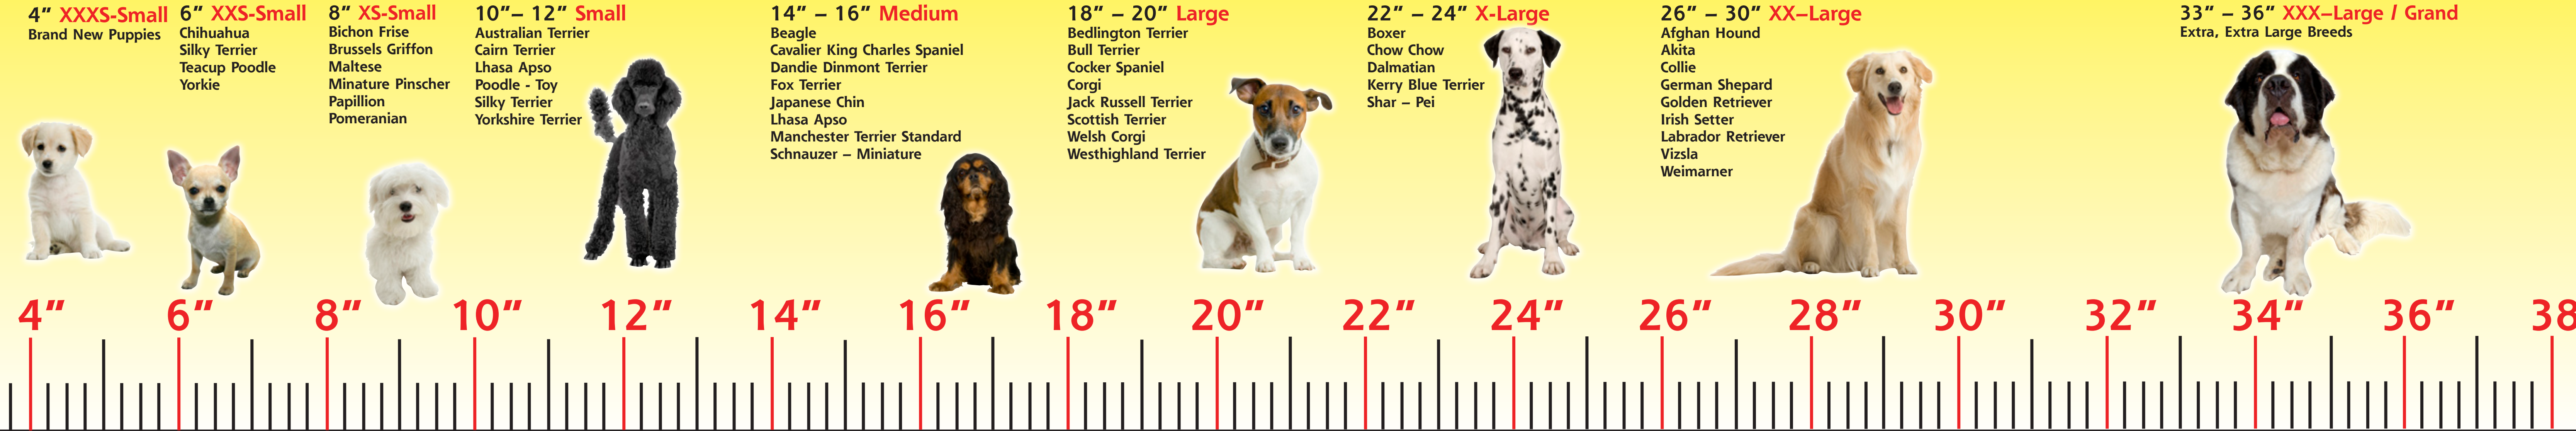 4” XXXS-Small
Brand New Puppies
6” XXS-Small
Chihuahua
Silky Terrier
Teacup Poodle
Yorkie
8” XS-Small
Bichon Frise
Brussels Griffon
Maltese
Minature Pinscher
Papillion
Pomeranian
10”– 12” Small
Australian Terrier
Cairn Terrier
Lhasa Apso
Poodle - Toy
Silky Terrier
Yorkshire Terrier
14” – 16” Medium
Beagle
Cavalier King Charles Spaniel
Dandie Dinmont Terrier
Fox Terrier
Japanese Chin
Lhasa Apso
Manchester Terrier Standard
Schnauzer – Miniature
18” – 20” Large
Bedlington Terrier
Bull Terrier
Cocker Spaniel
Corgi
Jack Russell Terrier
Scottish Terrier
Welsh Corgi
Westhighland Terrier
22” – 24” X-Large
Boxer
Chow Chow
Dalmatian
Kerry Blue Terrier
Shar – Pei
26” – 30” XX–Large
Afghan Hound
Akita
Collie
German Shepard
Golden Retriever
Irish Setter
Labrador Retriever
Vizsla
Weimarner
33” – 36” XXX–Large / Grand
Extra, Extra Large Breeds
4” 6” 8” 10” 12” 14” 16” 18” 20” 22” 24” 26” 28” 30” 32” 34” 36” 38